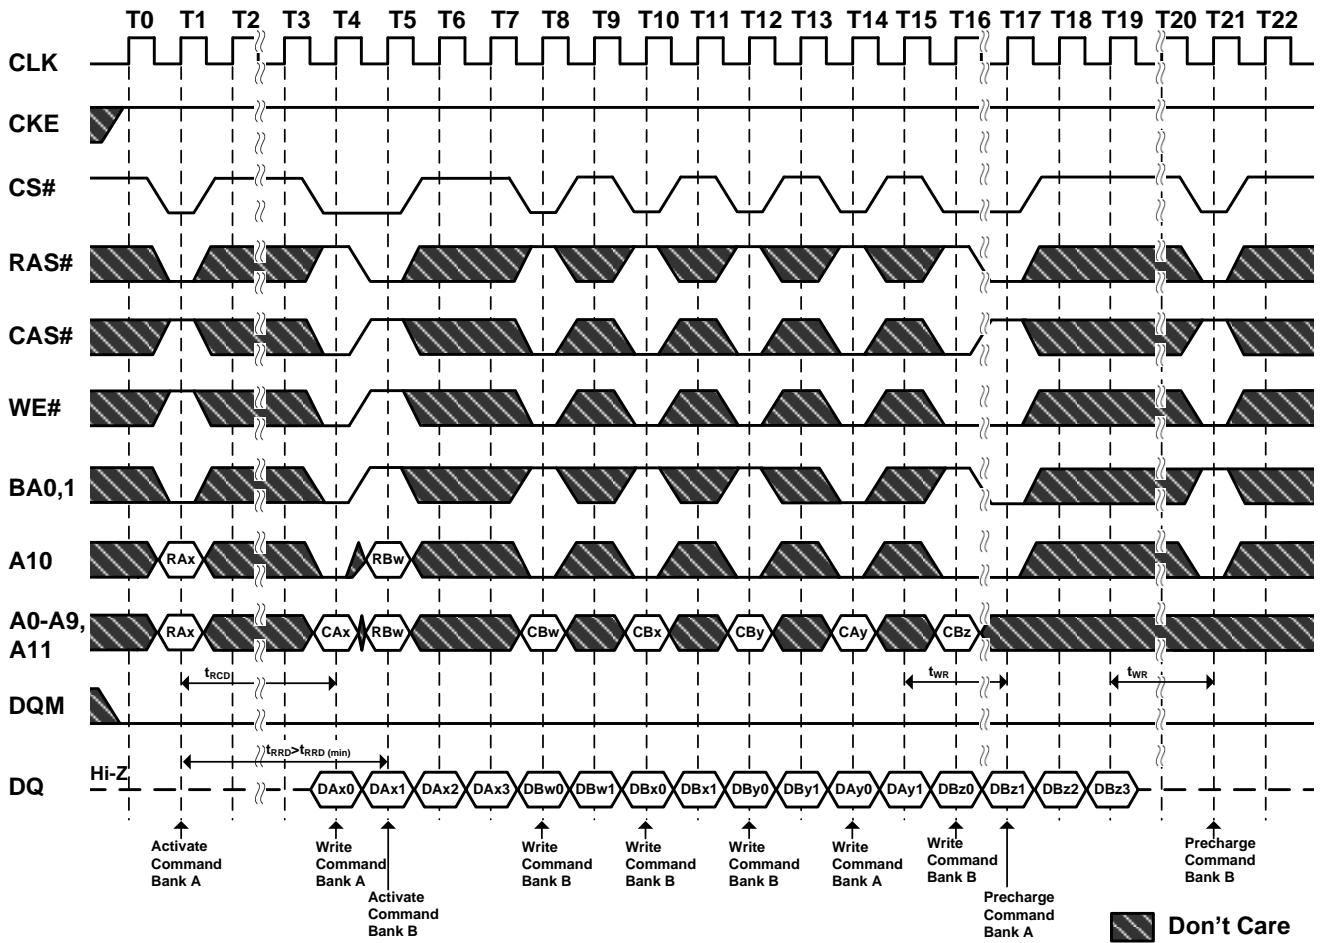 T0 T1 T2 T3 T4 T5 T6 T7 T8 T9 T10 T11 T12 T13 T14 T15 T16 T17 T18 T19 T20 T21 T22
CLK
CKE
CS#
RAS#
CAS#
WE#
BA0,1
A10
RAx RBw
A0-A9,
A11
RAx CAx RBw CBw CBx CBy CAy CBz
tRCD tWR tWR
DQM
tRRD>tRRD (min)
Hi-Z
DQ
DAx0 DAx1 DAx2 DAx3 DBw0 DBw1 DBx0 DBx1 DBy0 DBy1 DAy0 DAy1 DBz0 DBz1 DBz2 DBz3
Activate
Command
Bank A
Write
Command
Bank A
Activate
Command
Bank B
Write
Command
Bank B
Write
Command
Bank B
Write
Command
Bank B
Write
Command
Bank A
Write
Command
Bank B
Precharge
Command
Bank A
Precharge
Command
Bank B
Don't Care